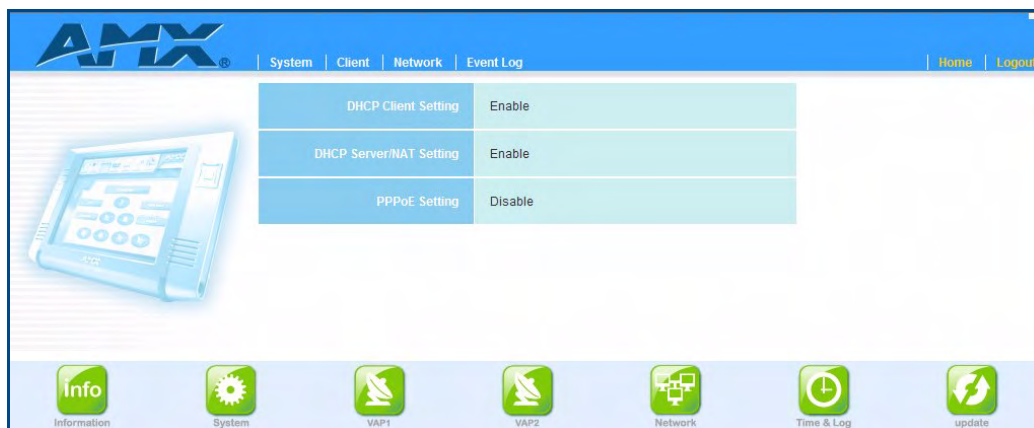 AMX®
System | Client | Network | Event Log
Home | Logout
DHCP Client Setting Enable
DHCP Server/NAT Setting Enable
PPPoE Setting Disable
AMX
info
Information System VAP1 VAP2 Network Time & Log update